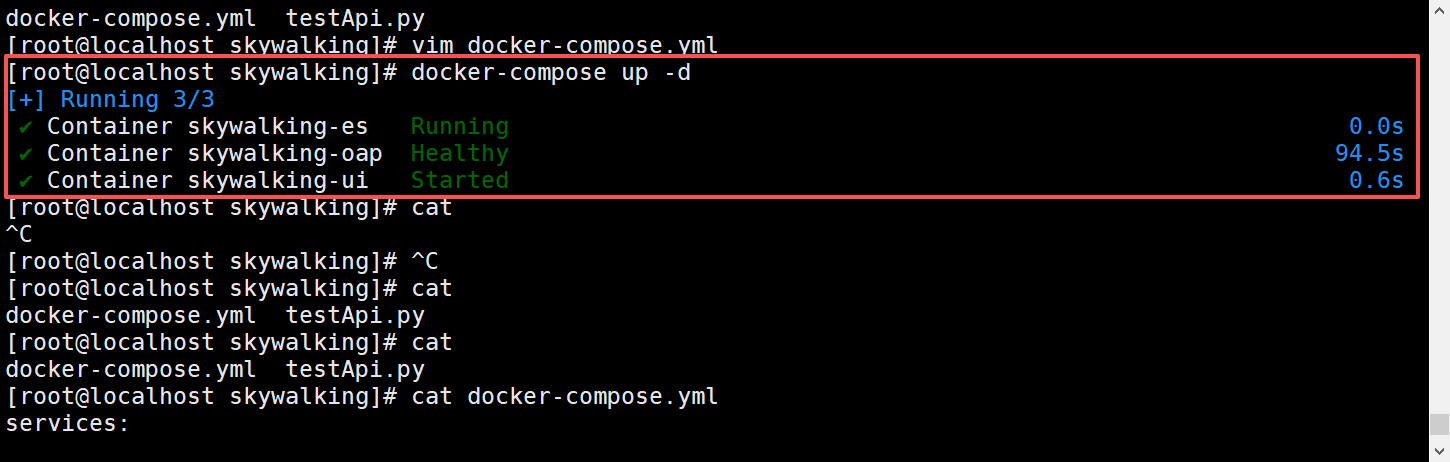 docker-compose.yml  testApi.py
[root@localhost skywalking]# vim docker-compose.yml
[root@localhost skywalking]# docker-compose up -d
[+] Running 3/3
 ✔ Container skywalking-es   Running   0.0s
 ✔ Container skywalking-oap  Healthy   94.5s
 ✔ Container skywalking-ui   Started   0.6s
[root@localhost skywalking]# cat
^C
[root@localhost skywalking]# ^C
[root@localhost skywalking]# cat
docker-compose.yml  testApi.py
[root@localhost skywalking]# cat
docker-compose.yml  testApi.py
[root@localhost skywalking]# cat docker-compose.yml
services: